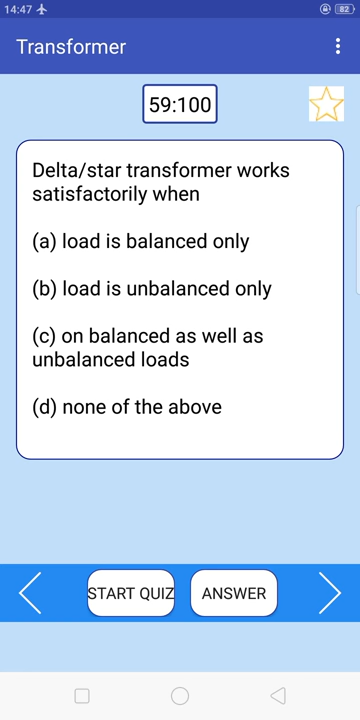 14:47
82
Transformer
59:100
Delta/star transformer works
satisfactorily when
(a) load is balanced only
(b) load is unbalanced only
(c) on balanced as well as
unbalanced loads
(d) none of the above
START QUIZ
ANSWER